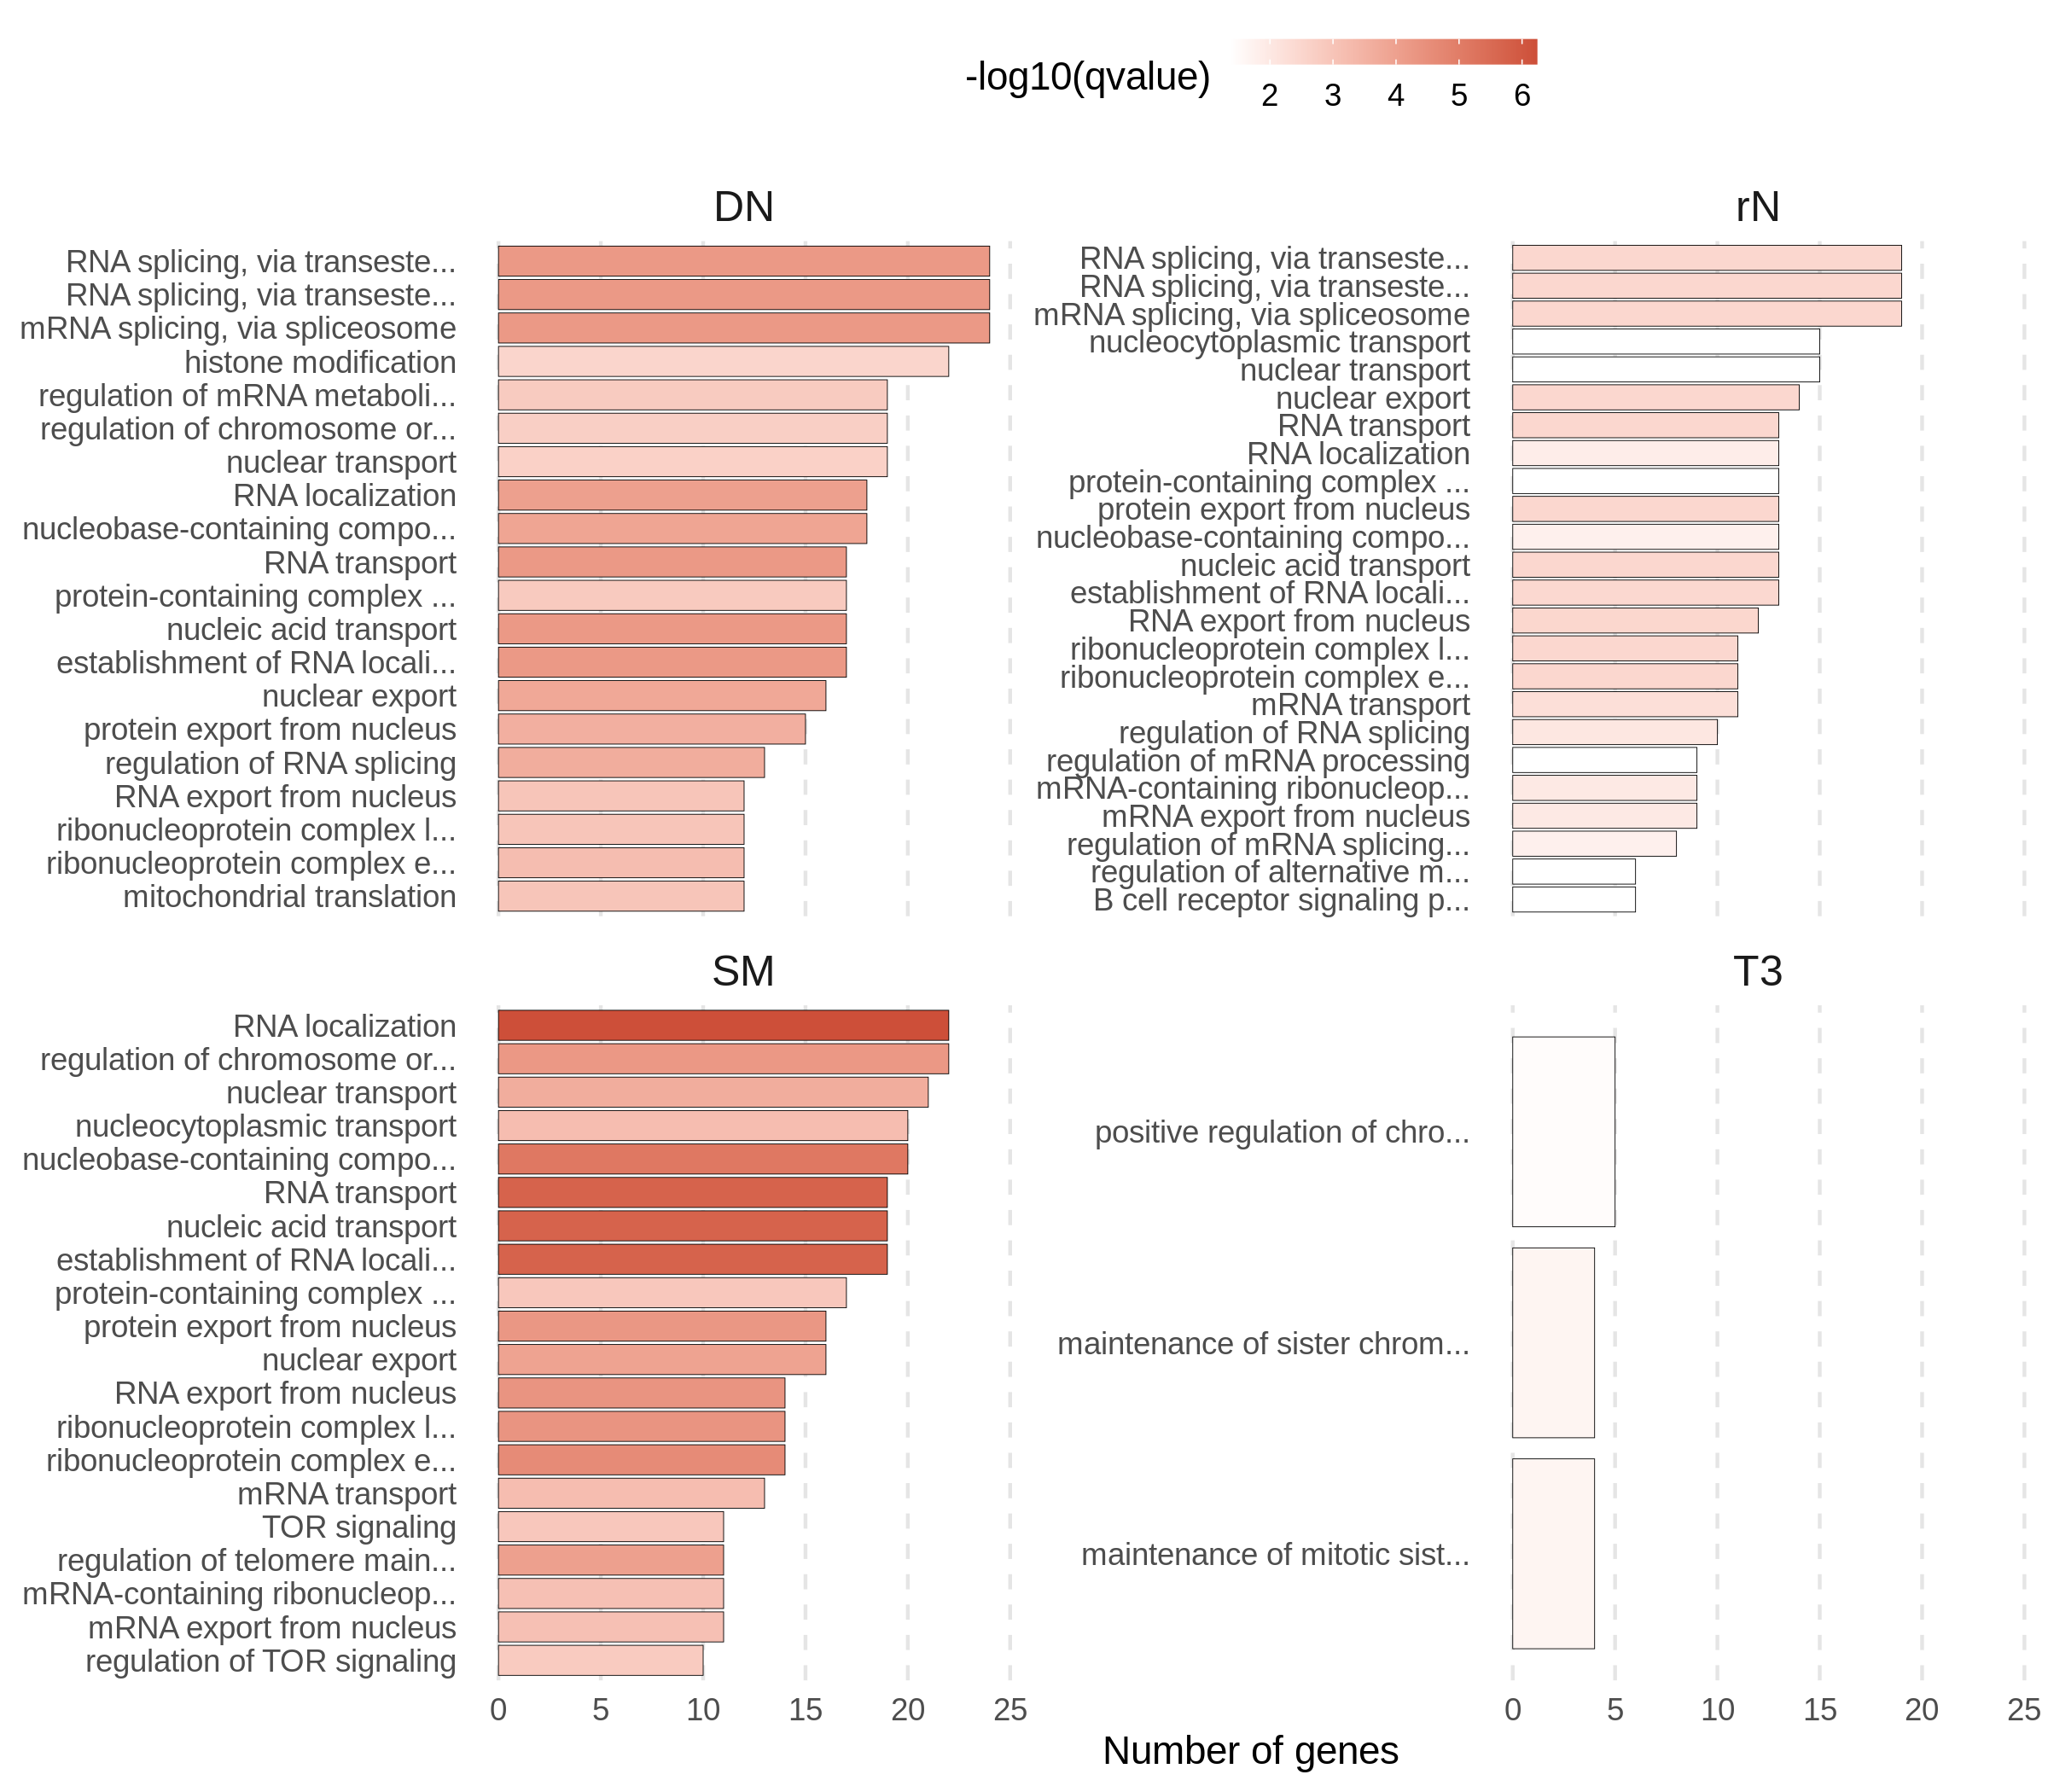 -log10(qvalue)
2 3 4 5 6
DN
RNA splicing, via transeste...
RNA splicing, via transeste...
mRNA splicing, via spliceosome
histone modification
regulation of mRNA metaboli...
regulation of chromosome or...
nuclear transport
RNA localization
nucleobase-containing compo...
RNA transport
protein-containing complex ...
nucleic acid transport
establishment of RNA locali...
nuclear export
protein export from nucleus
regulation of RNA splicing
RNA export from nucleus
ribonucleoprotein complex l...
ribonucleoprotein complex e...
mitochondrial translation
rN
RNA splicing, via transeste...
RNA splicing, via transeste...
mRNA splicing, via spliceosome
nucleocytoplasmic transport
nuclear transport
nuclear export
RNA transport
RNA localization
protein-containing complex ...
protein export from nucleus
nucleobase-containing compo...
nucleic acid transport
establishment of RNA locali...
RNA export from nucleus
ribonucleoprotein complex l...
ribonucleoprotein complex e...
mRNA transport
regulation of RNA splicing
regulation of mRNA processing
mRNA-containing ribonucleop...
mRNA export from nucleus
regulation of mRNA splicing...
regulation of alternative m...
B cell receptor signaling p...
SM
RNA localization
regulation of chromosome or...
nuclear transport
nucleocytoplasmic transport
nucleobase-containing compo...
RNA transport
nucleic acid transport
establishment of RNA locali...
protein-containing complex ...
protein export from nucleus
nuclear export
RNA export from nucleus
ribonucleoprotein complex l...
ribonucleoprotein complex e...
mRNA transport
TOR signaling
regulation of telomere main...
mRNA-containing ribonucleop...
mRNA export from nucleus
regulation of TOR signaling
0 5 10 15 20 25
T3
positive regulation of chro...
maintenance of sister chrom...
maintenance of mitotic sist...
0 5 10 15 20 25
Number of genes